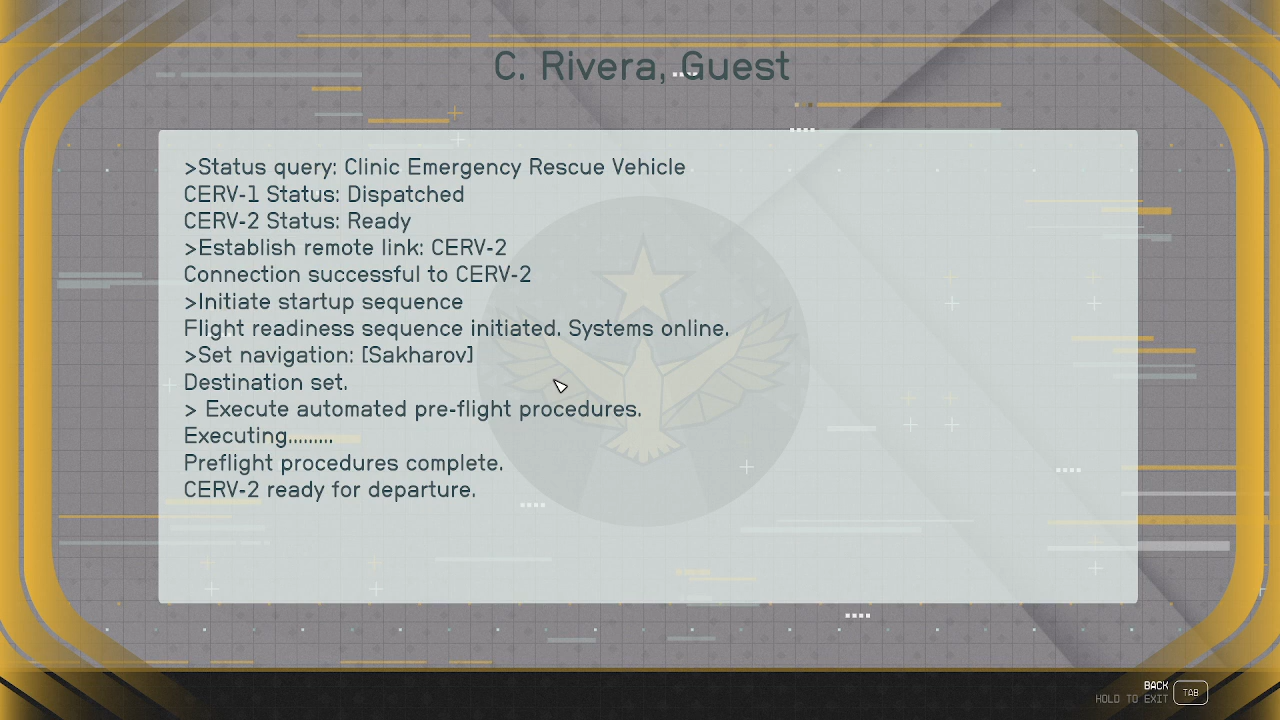 C. Rivera, Guest
>Status query: Clinic Emergency Rescue Vehicle
CERV-1 Status: Dispatched
CERV-2 Status: Ready
>Establish remote link: CERV-2
Connection successful to CERV-2
>Initiate startup sequence
Flight readiness sequence initiated. Systems online.
>Set navigation: [Sakharov]
Destination set.
> Execute automated pre-flight procedures.
Executing.........
Preflight procedures complete.
CERV-2 ready for departure.
BACK
HOLD TO EXIT
TAB